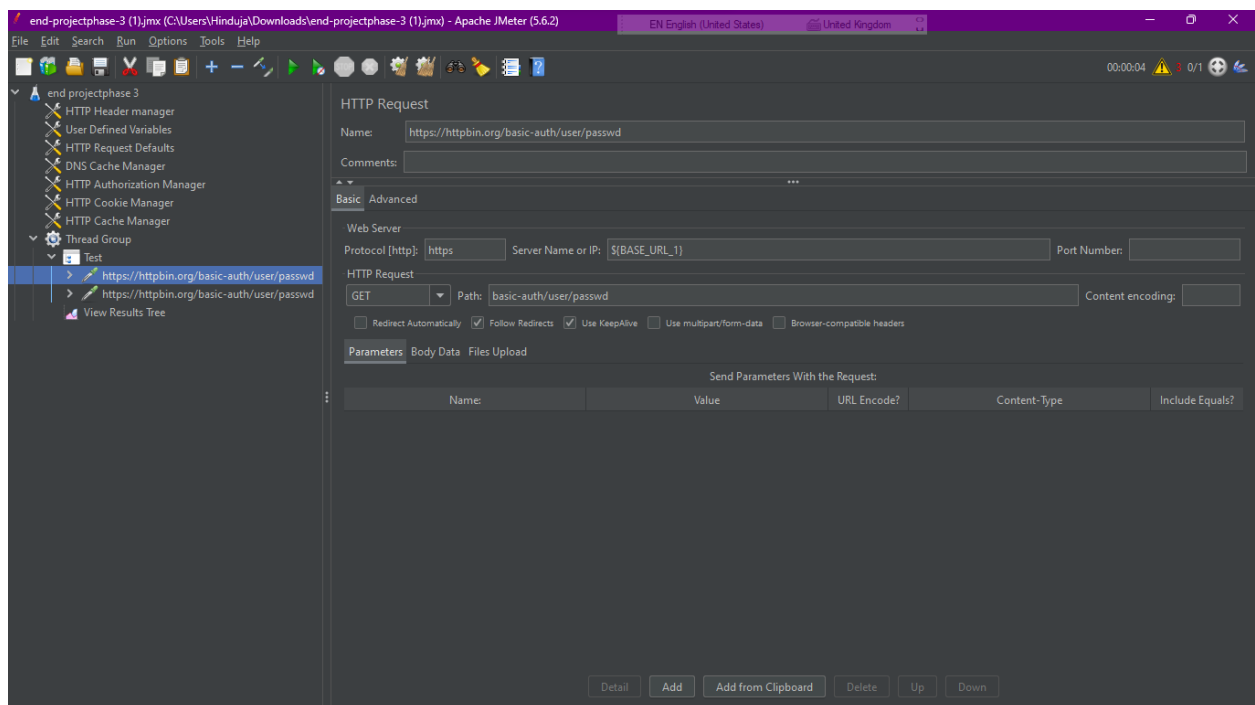 end-projectphase-3 (1).jmx (C:\Users\Hinduja\Downloads\end-projectphase-3 (1).jmx) - Apache JMeter (5.6.2)
EN English (United States)
United Kingdom
File Edit Search Run Options Tools Help
00:00:04 3 0/1
end projectphase 3
HTTP Header manager
User Defined Variables
HTTP Request Defaults
DNS Cache Manager
HTTP Authorization Manager
HTTP Cookie Manager
HTTP Cache Manager
Thread Group
Test
https://httpbin.org/basic-auth/user/passwd
https://httpbin.org/basic-auth/user/passwd
View Results Tree
HTTP Request
Name: https://httpbin.org/basic-auth/user/passwd
Comments:
Basic Advanced
Web Server
Protocol [http]: https Server Name or IP: ${BASE_URL_1} Port Number:
HTTP Request
GET Path: basic-auth/user/passwd Content encoding:
Redirect Automatically Follow Redirects Use KeepAlive Use multipart/form-data Browser-compatible headers
Parameters Body Data Files Upload
Send Parameters With the Request:
Name: Value URL Encode? Content-Type Include Equals?
Detail Add Add from Clipboard Delete Up Down